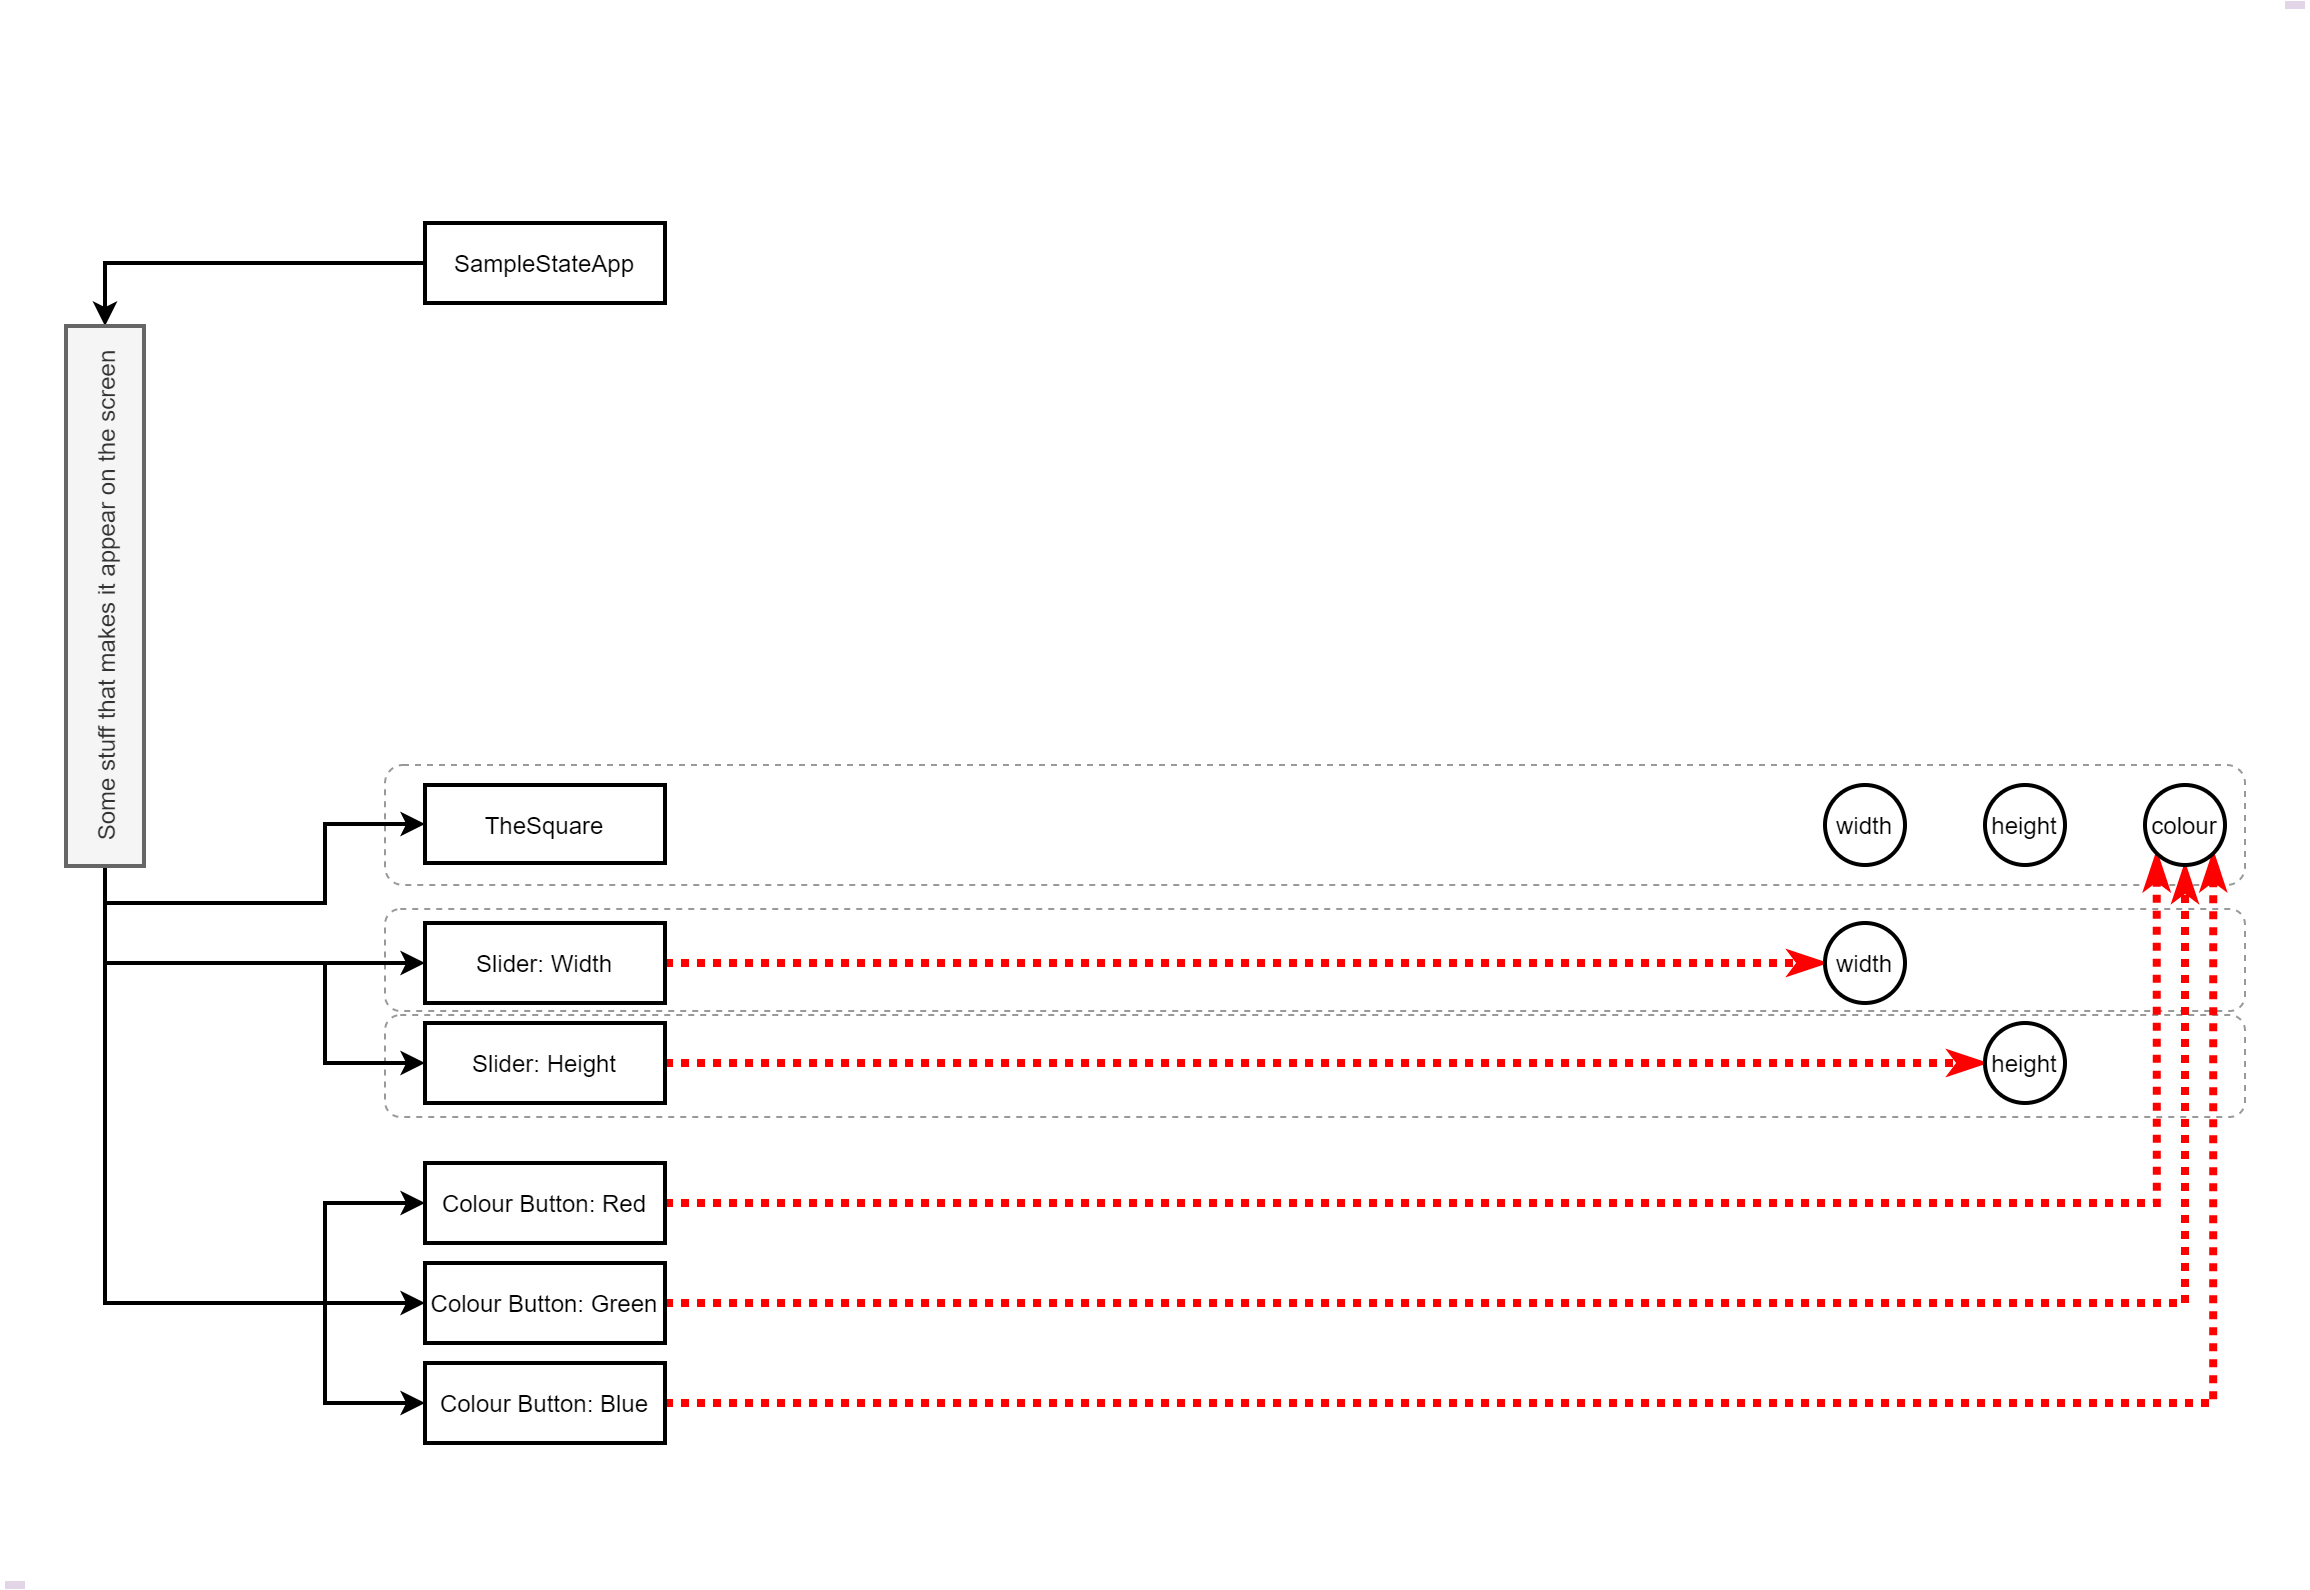 SampleStateApp
Some stuff that makes it appear on the screen
TheSquare
width
height
colour
Slider: Width
width
Slider: Height
height
Colour Button: Red
Colour Button: Green
Colour Button: Blue